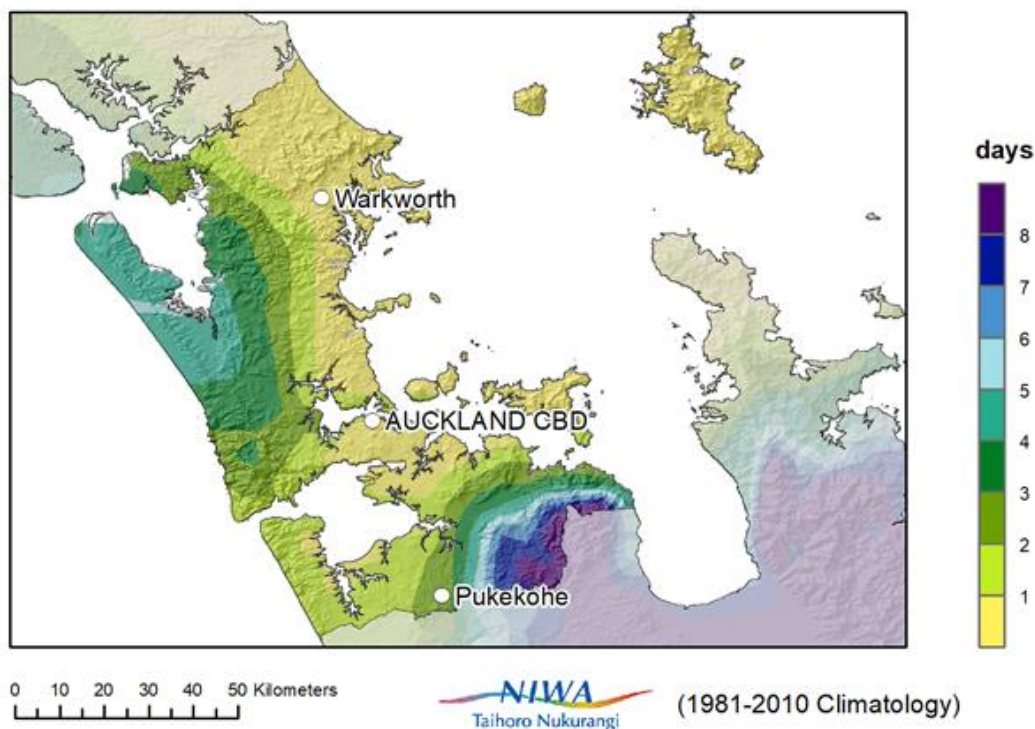 Warkworth
AUCKLAND CBD
Pukekohe
days
8
7
6
5
4
3
2
1
0 10 20 30 40 50 Kilometers
NIWA
Taihoro Nukurangi
(1981-2010 Climatology)